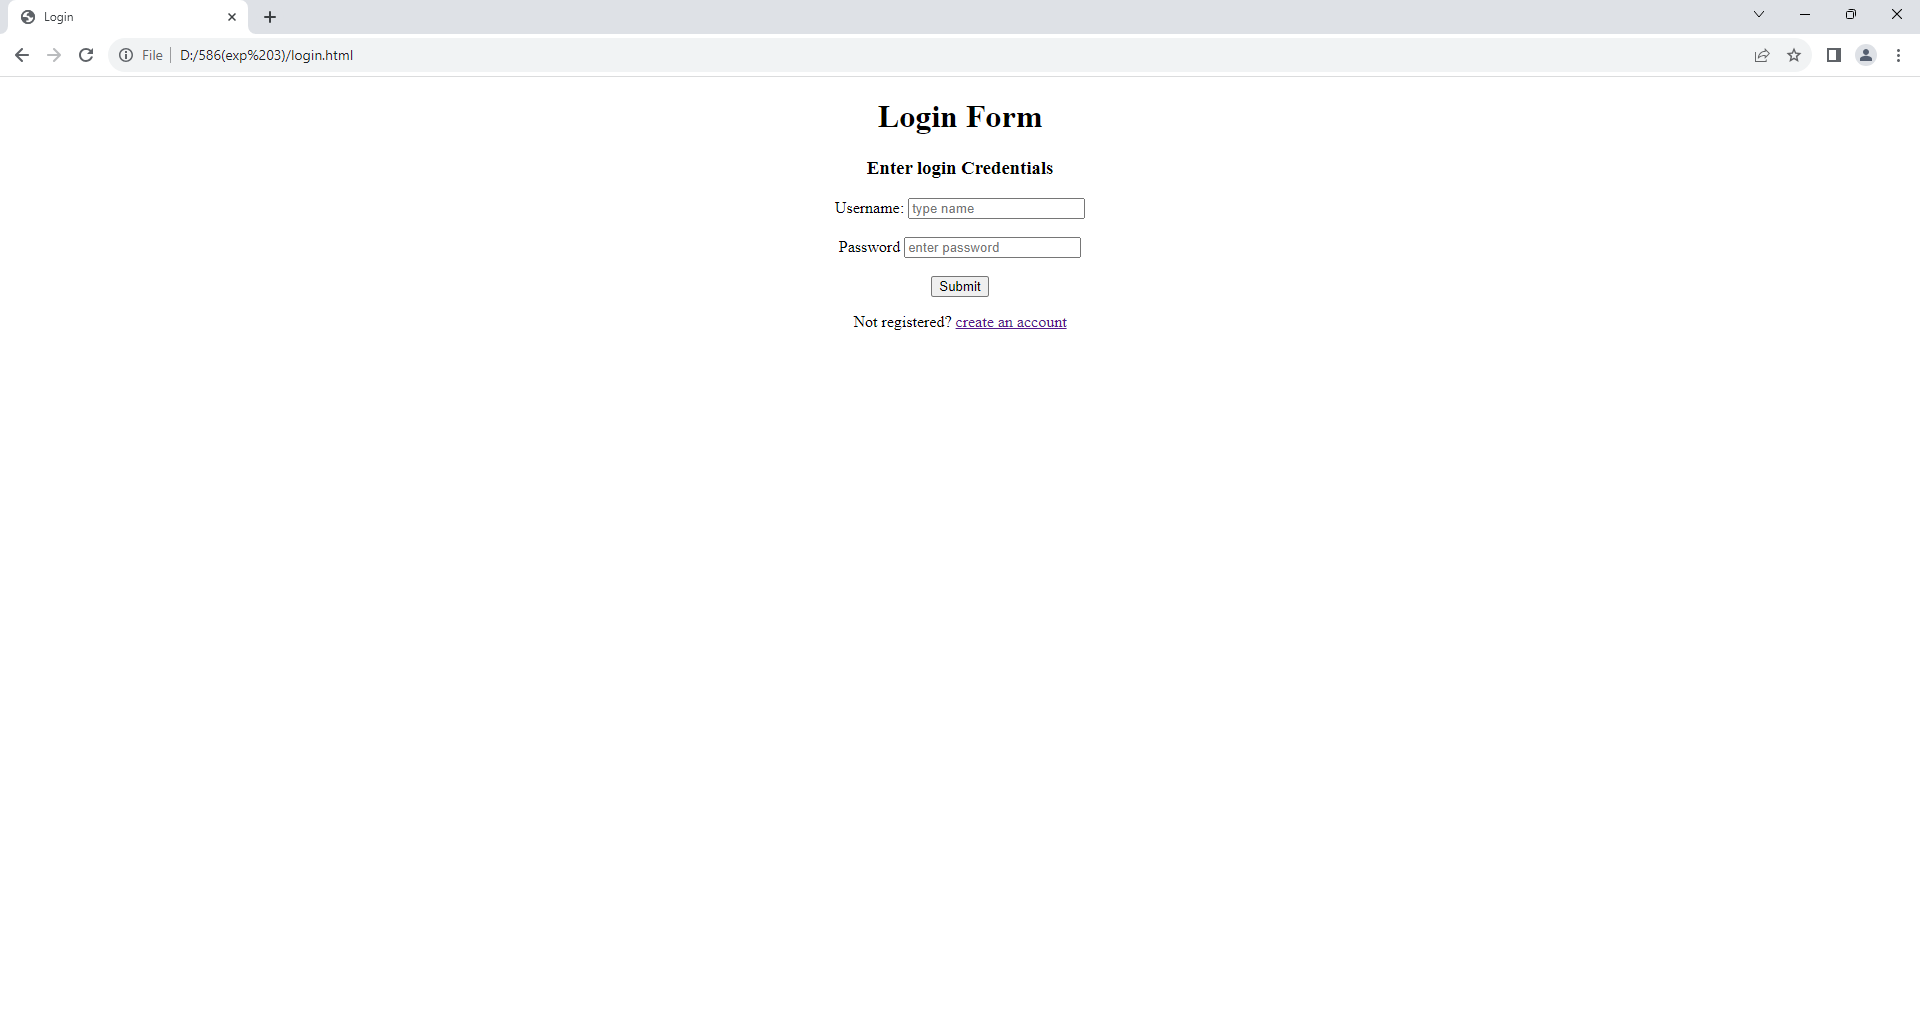 Login
File D:/586(exp%203)/login.html
Login Form
Enter login Credentials
Username: type name
Password enter password
Submit
Not registered? create an account